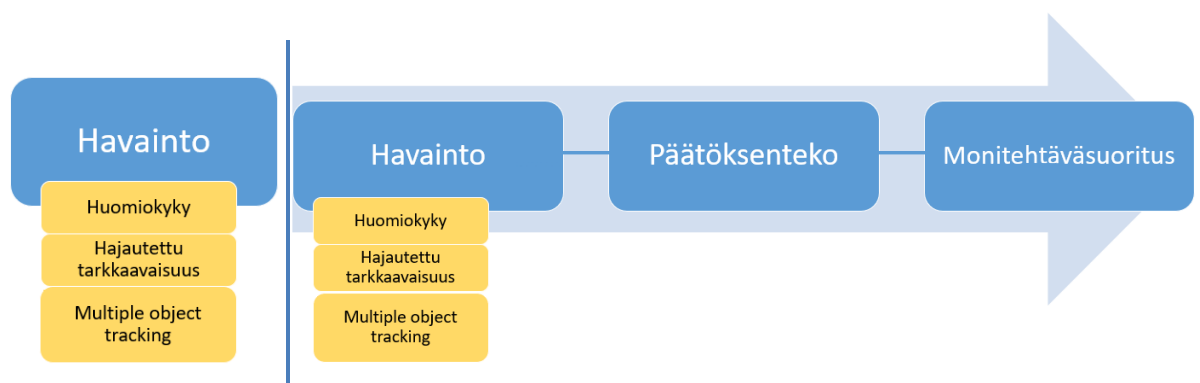 Havainto
Huomiokyky
Hajautettu
tarkkaavaisuus
Multiple object
tracking
Havainto
Huomiokyky
Hajautettu
tarkkaavaisuus
Multiple object
tracking
Päätöksenteko
Monitehtäväsuoritus